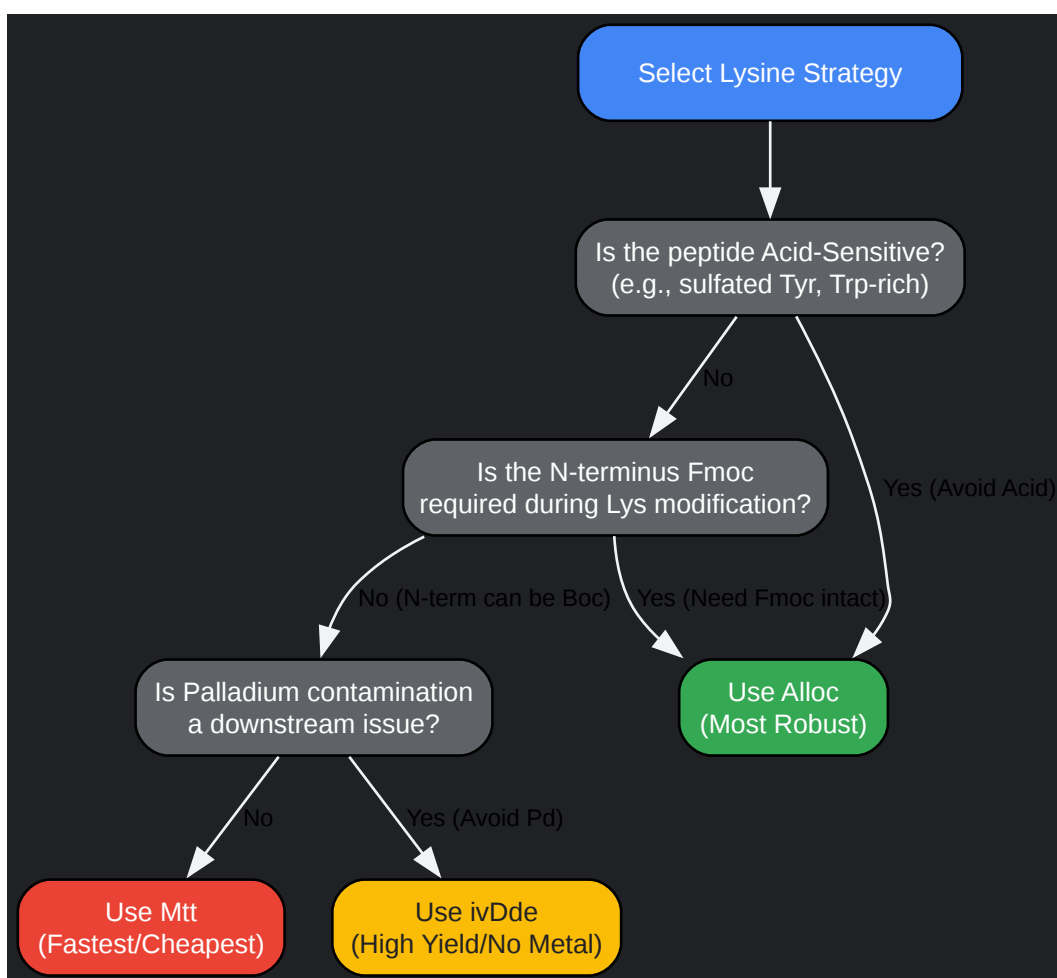 Select Lysine Strategy
Is the peptide Acid-Sensitive?
(e.g., sulfated Tyr, Trp-rich)
No
Yes (Avoid Acid)
Is the N-terminus Fmoc
required during Lys modification?
No (N-term can be Boc)
Yes (Need Fmoc intact)
Is Palladium contamination
a downstream issue?
Use Alloc
(Most Robust)
No
Yes (Avoid Pd)
Use Mtt
(Fastest/Cheapest)
Use ivDde
(High Yield/No Metal)